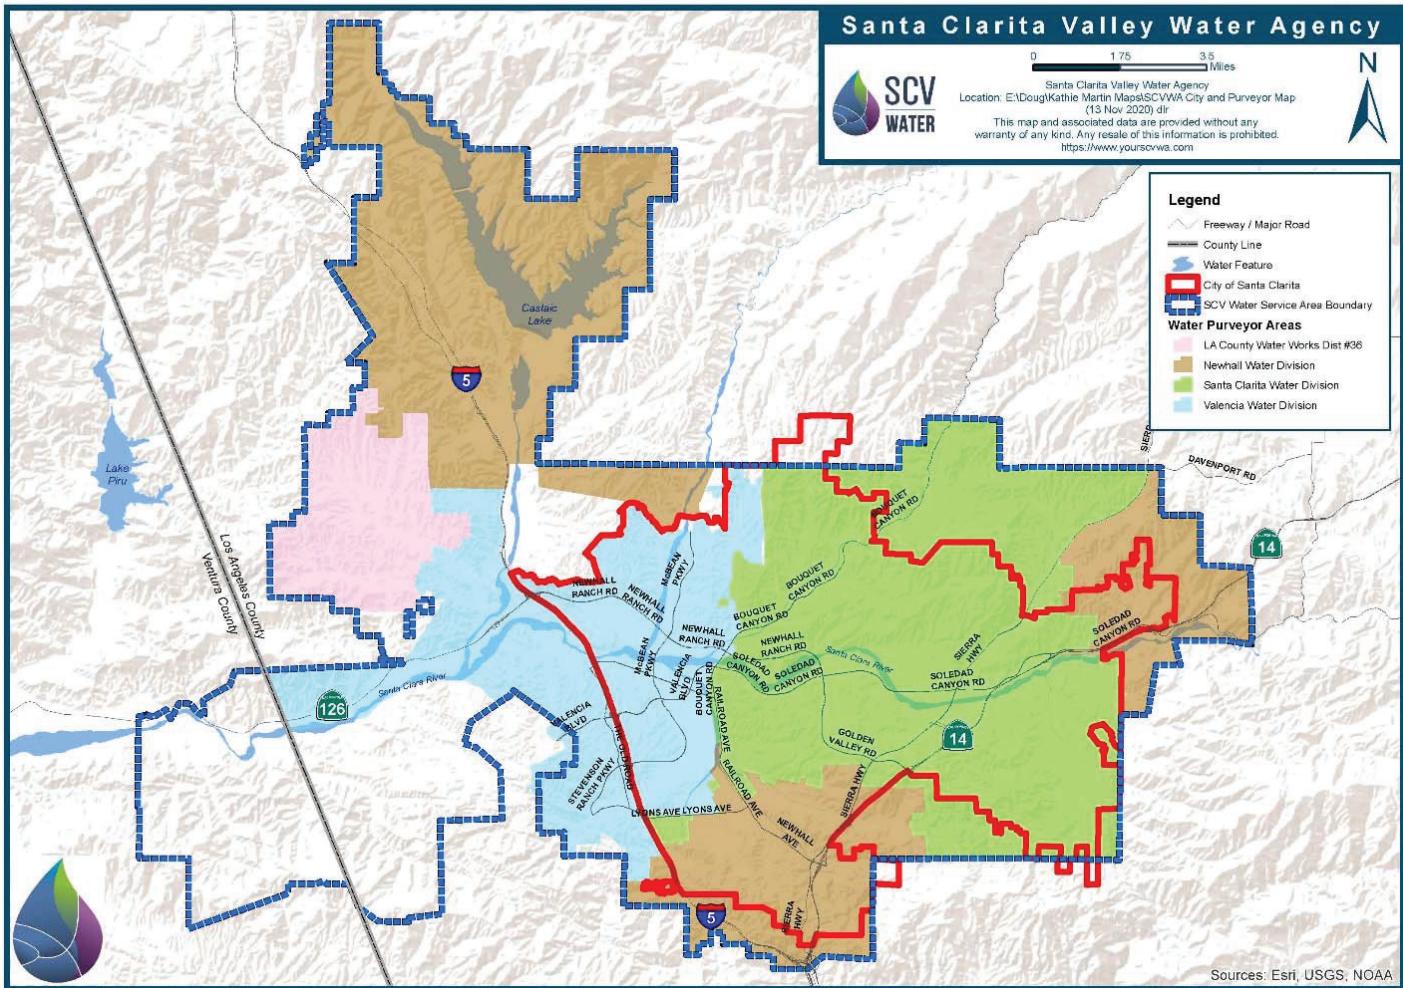 Santa Clarita Valley Water Agency
0 1.75 3.5
Miles
N
SCV
WATER
Santa Clarita Valley Water Agency
Location: E:\Doug\Kathie Martin Maps\SCVWA City and Purveyor Map
(13 Nov 2020) dlr
This map and associated data are provided without any
warranty of any kind. Any resale of this information is prohibited.
https://www.yourscvwa.com
Legend
Freeway / Major Road
County Line
Water Feature
City of Santa Clarita
SCV Water Service Area Boundary
Water Purveyor Areas
LA County Water Works Dist #36
Newhall Water Division
Santa Clarita Water Division
Valencia Water Division
Castaic
Lake
5
Lake
Piru
SIERR
DAVENPORT RD
14
BOUQUET
CANYON RD
Los Angeles County
Ventura County
McBEAN
PKWY
NEWHALL
RANCH RD
NEWHALL
RANCH RD
BOUQUET
CANYON RD
BOUQUET
CANYON RD
NEWHALL
RANCH RD
NEWHALL
RANCH RD
SOLEDAD
CANYON RD
SIERRA
HWY
McBEAN
PKWY
VALENCIA
BLVD
BOUQUET
CANYON RD
SOLEDAD
CANYON RD
SOLEDAD
CANYON RD
Santa Clara River
SOLEDAD
CANYON RD
Santa Clara River
126
VALENCIA
BLVD
THE OLD ROAD
RAILROAD AVE
GOLDEN
VALLEY RD
14
STEVENSON
RANCH PKWY
RAILROAD AVE
SIERRA HWY
LYONS AVE LYONS AVE
NEWHALL
AVE
5
SIERRA
HWY
Sources: Esri, USGS, NOAA